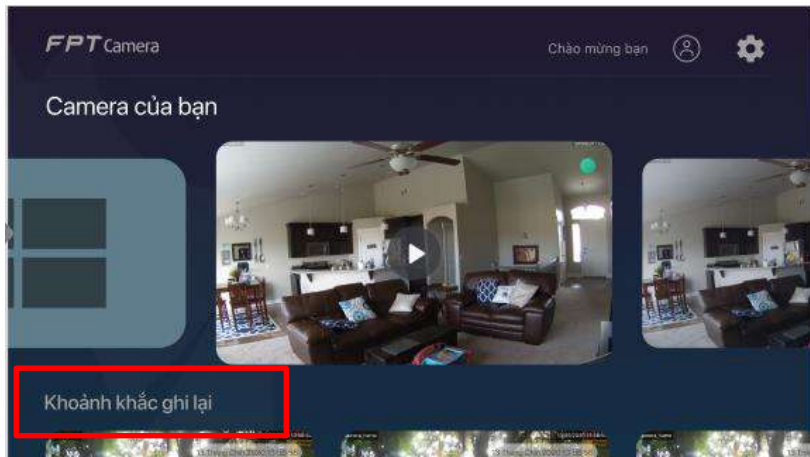 FPT Camera
Chào mừng bạn
Camera của bạn
Khoảnh khắc ghi lại